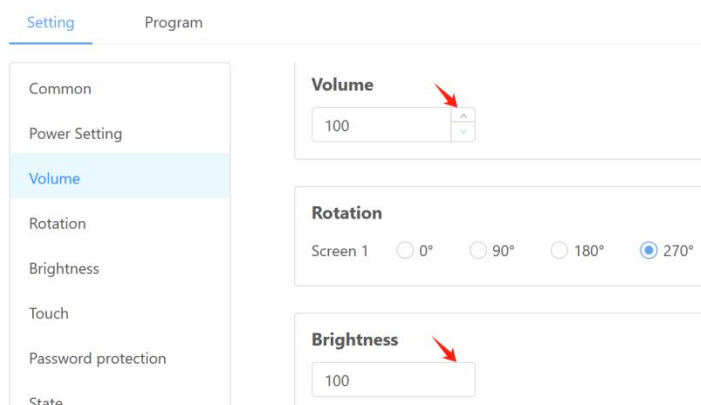 Setting Program
Common
Power Setting
Volume
Rotation
Brightness
Touch
Password protection
State
Volume
100
Rotation
Screen 1 0° 90° 180° 270°
Brightness
100